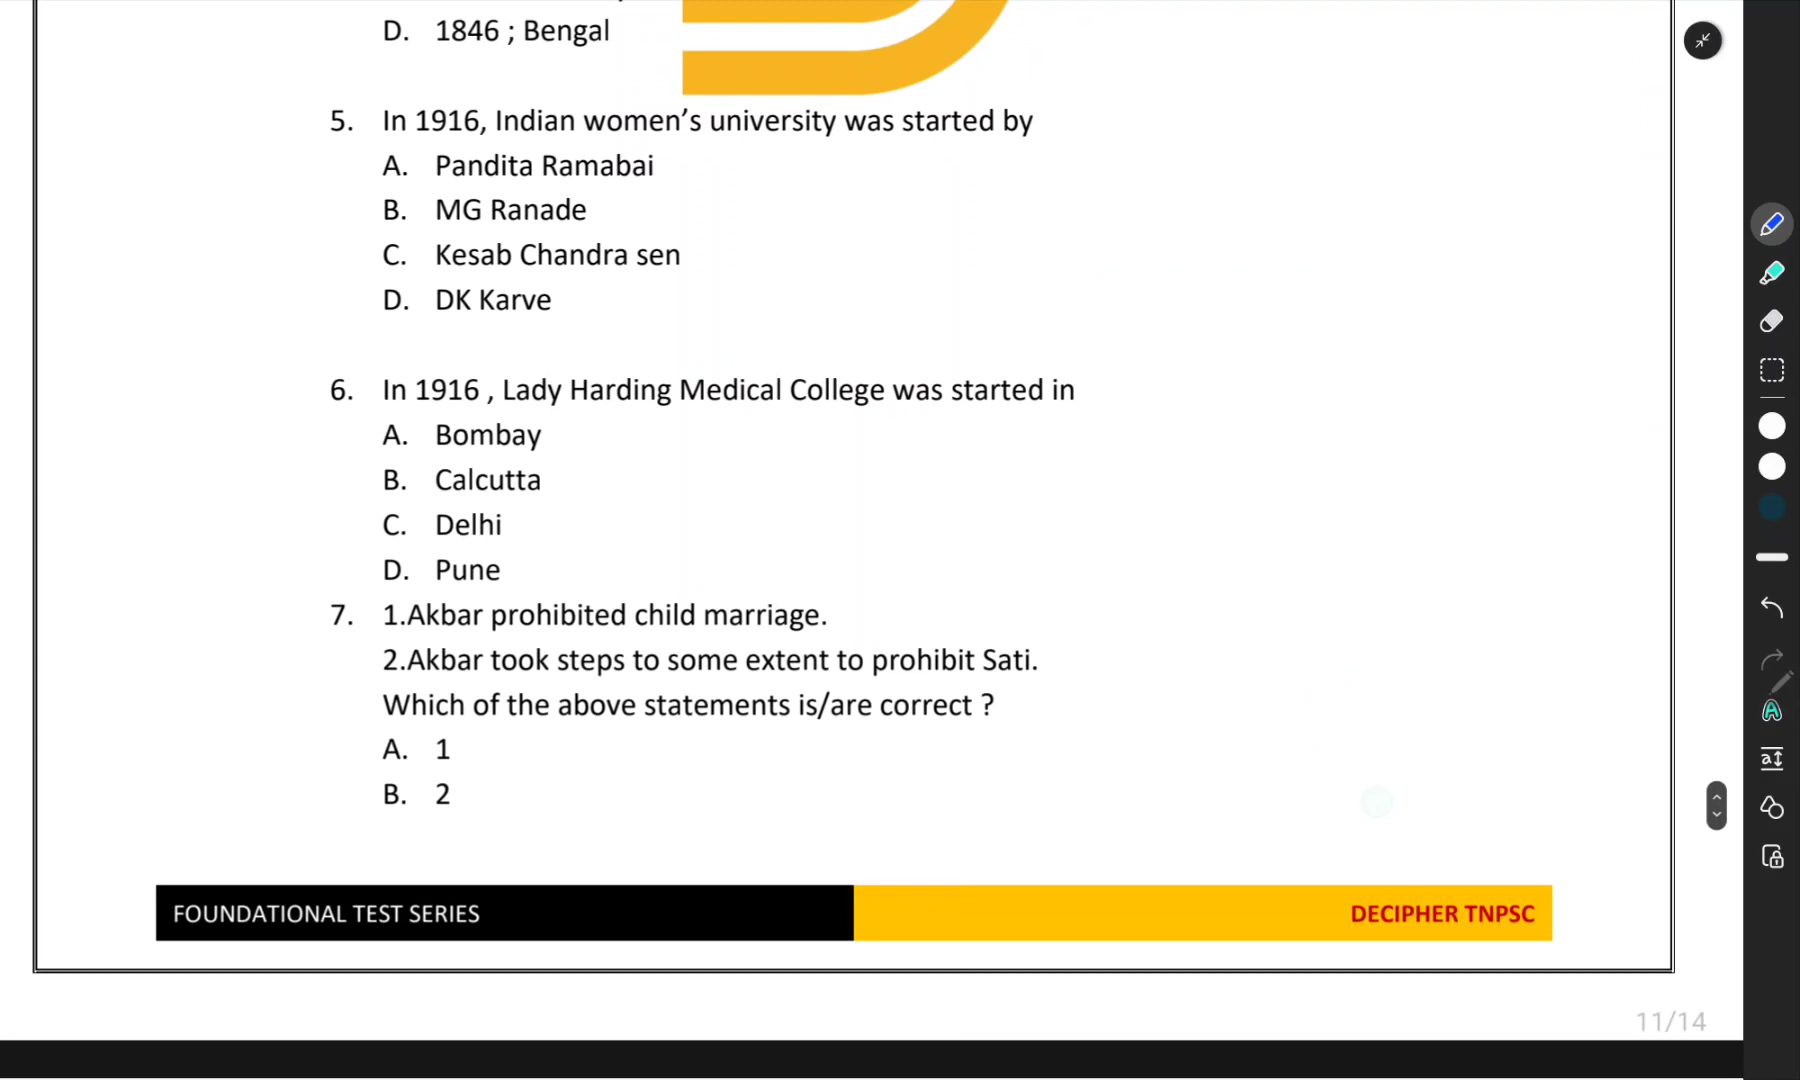 D. 1846 ; Bengal
5. In 1916, Indian women’s university was started by
A. Pandita Ramabai
B. MG Ranade
C. Kesab Chandra sen
D. DK Karve
6. In 1916 , Lady Harding Medical College was started in
A. Bombay
B. Calcutta
C. Delhi
D. Pune
7. 1.Akbar prohibited child marriage.
2.Akbar took steps to some extent to prohibit Sati.
Which of the above statements is/are correct ?
A. 1
B. 2
FOUNDATIONAL TEST SERIES
DECIPHER TNPSC
11/14